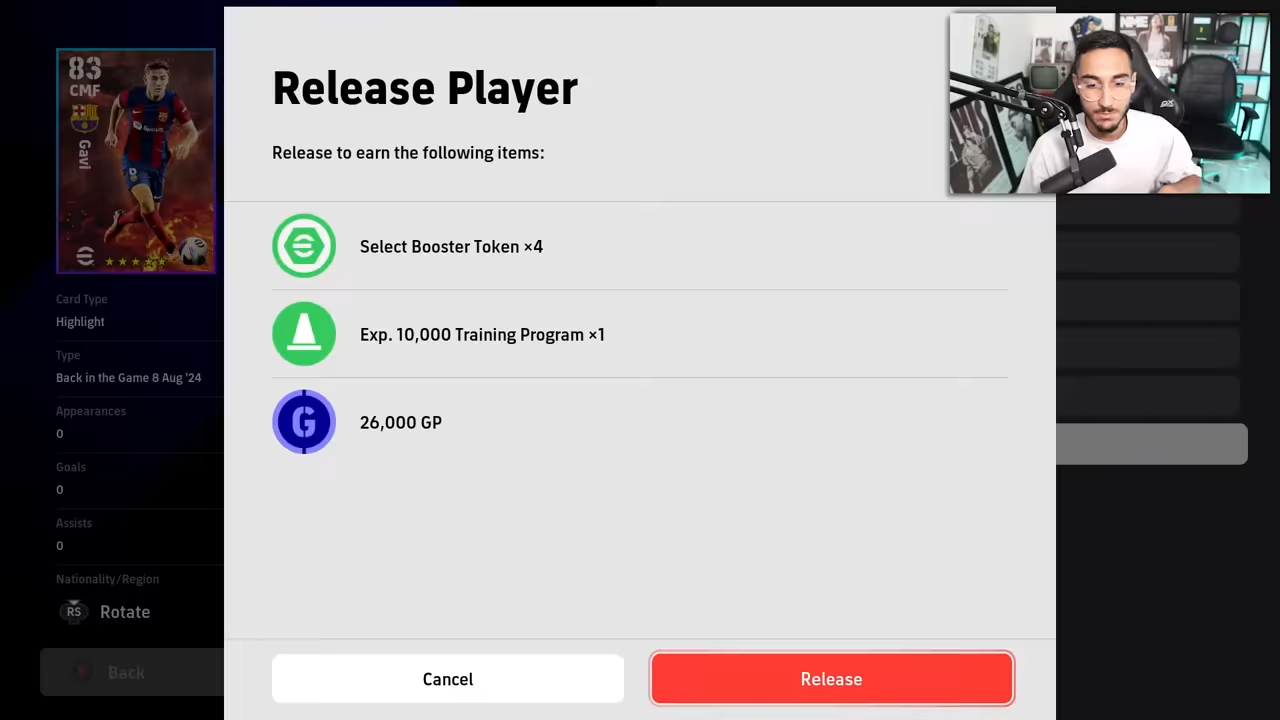 Release Player
Release to earn the following items:
Select Booster Token ×4
Exp. 10,000 Training Program ×1
G
26,000 GP
Cancel
Release
83
CMF
Gavi
Card Type
Highlight
Type
Back in the Game 8 Aug '24
Appearances
0
Goals
0
Assists
0
Nationality/Region
RS
Rotate
Back
NME